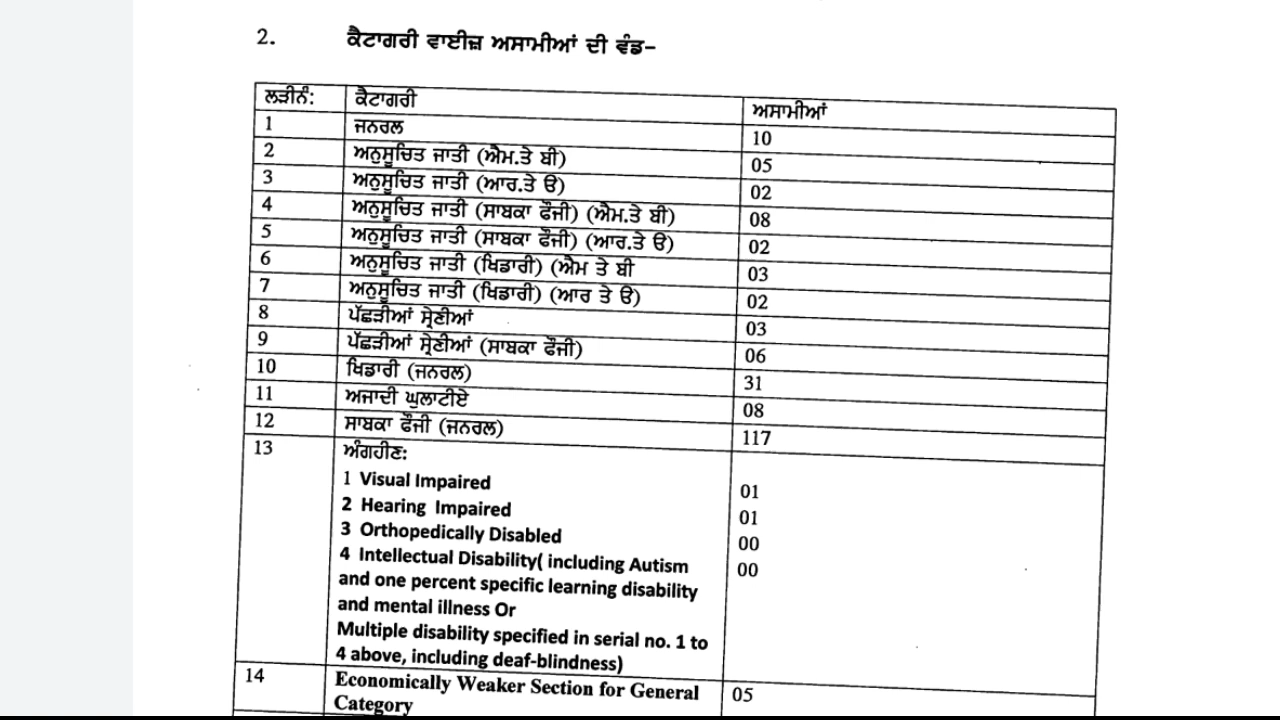 2. ਕੈਟਾਗਰੀ ਵਾਈਜ਼ ਅਸਾਮੀਆਂ ਦੀ ਵੰਡ-
ਲੜੀਨੰ: ਕੈਟਾਗਰੀ ਅਸਾਮੀਆਂ
1 ਜਨਰਲ 10
2 ਅਨੁਸੂਚਿਤ ਜਾਤੀ (ਐਮ.ਤੇ ਬੀ) 05
3 ਅਨੁਸੂਚਿਤ ਜਾਤੀ (ਆਰ.ਤੇ ਓ) 02
4 ਅਨੁਸੂਚਿਤ ਜਾਤੀ (ਸਾਬਕਾ ਫੌਜੀ) (ਐਮ.ਤੇ ਬੀ) 08
5 ਅਨੁਸੂਚਿਤ ਜਾਤੀ (ਸਾਬਕਾ ਫੌਜੀ) (ਆਰ.ਤੇ ਓ) 02
6 ਅਨੁਸੂਚਿਤ ਜਾਤੀ (ਖਿਡਾਰੀ) (ਐਮ ਤੇ ਬੀ 03
7 ਅਨੁਸੂਚਿਤ ਜਾਤੀ (ਖਿਡਾਰੀ) (ਆਰ ਤੇ ਓ) 02
8 ਪੱਛੜੀਆਂ ਸ਼੍ਰੇਣੀਆਂ 03
9 ਪੱਛੜੀਆਂ ਸ਼੍ਰੇਣੀਆਂ (ਸਾਬਕਾ ਫੌਜੀ) 06
10 ਖਿਡਾਰੀ (ਜਨਰਲ) 31
11 ਅਜਾਦੀ ਘੁਲਾਟੀਏ 08
12 ਸਾਬਕਾ ਫੌਜੀ (ਜਨਰਲ) 117
13 ਅੰਗਹੀਣ:
1 Visual Impaired 01
2 Hearing Impaired 01
3 Orthopedically Disabled 00
4 Intellectual Disability( including Autism 00
and one percent specific learning disability
and mental illness Or
Multiple disability specified in serial no. 1 to
4 above, including deaf-blindness)
14 Economically Weaker Section for General 05
Category